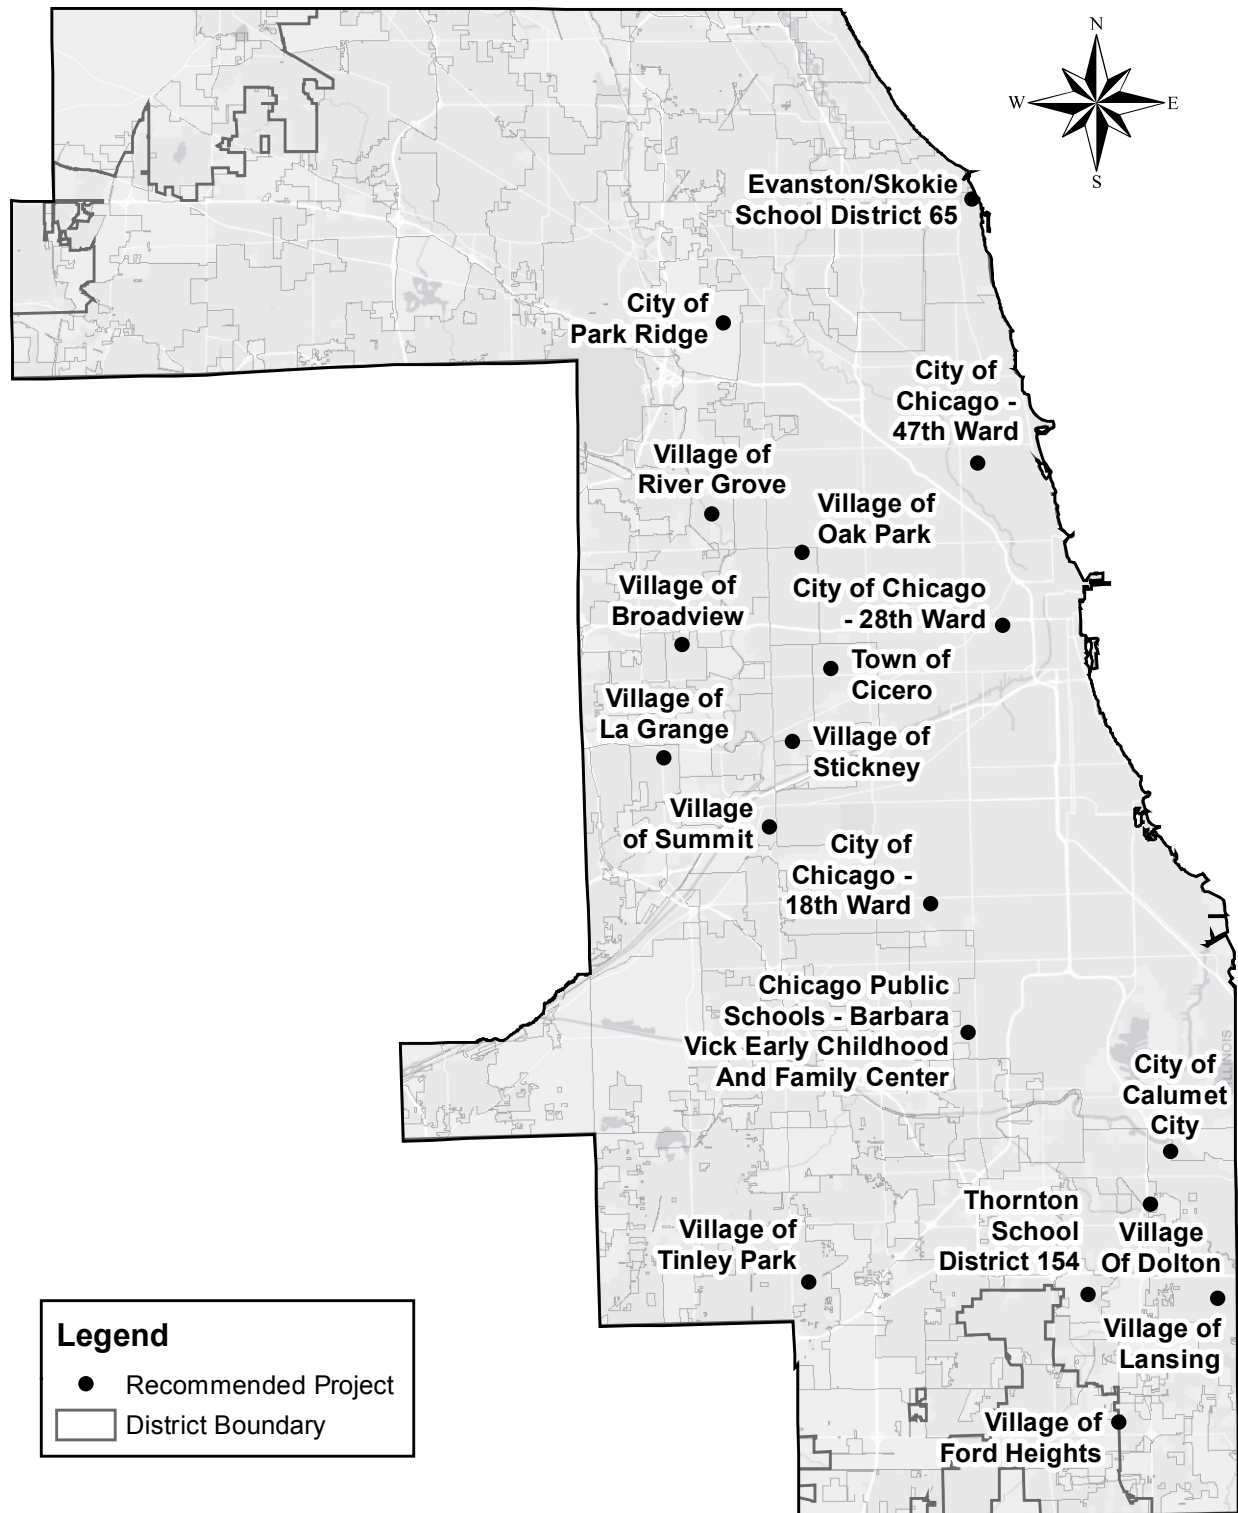 N
W
E
S
Evanston/Skokie
School District 65
City of
Park Ridge
City of
Chicago -
47th Ward
Village of
River Grove
Village of
Oak Park
Village of
Broadview
City of Chicago
- 28th Ward
Town of
Cicero
Village of
La Grange
Village of
Stickney
Village
of Summit
City of
Chicago -
18th Ward
Chicago Public
Schools - Barbara
Vick Early Childhood
And Family Center
ILLINOIS
City of
Calumet
City
Thornton
School
District 154
Village
Of Dolton
Village of
Tinley Park
Village of
Lansing
Village of
Ford Heights
Legend
Recommended Project
District Boundary